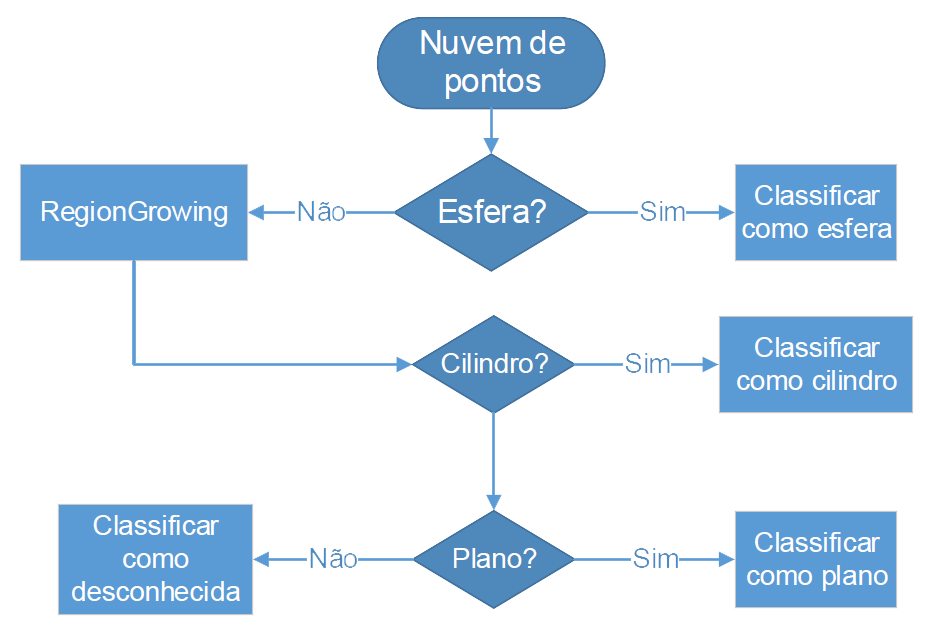 Nuvem de
pontos
RegionGrowing
Não
Esfera?
Sim
Classificar
como esfera
Cilindro?
Sim
Classificar
como cilindro
Classificar
como
desconhecida
Não
Plano?
Sim
Classificar
como plano